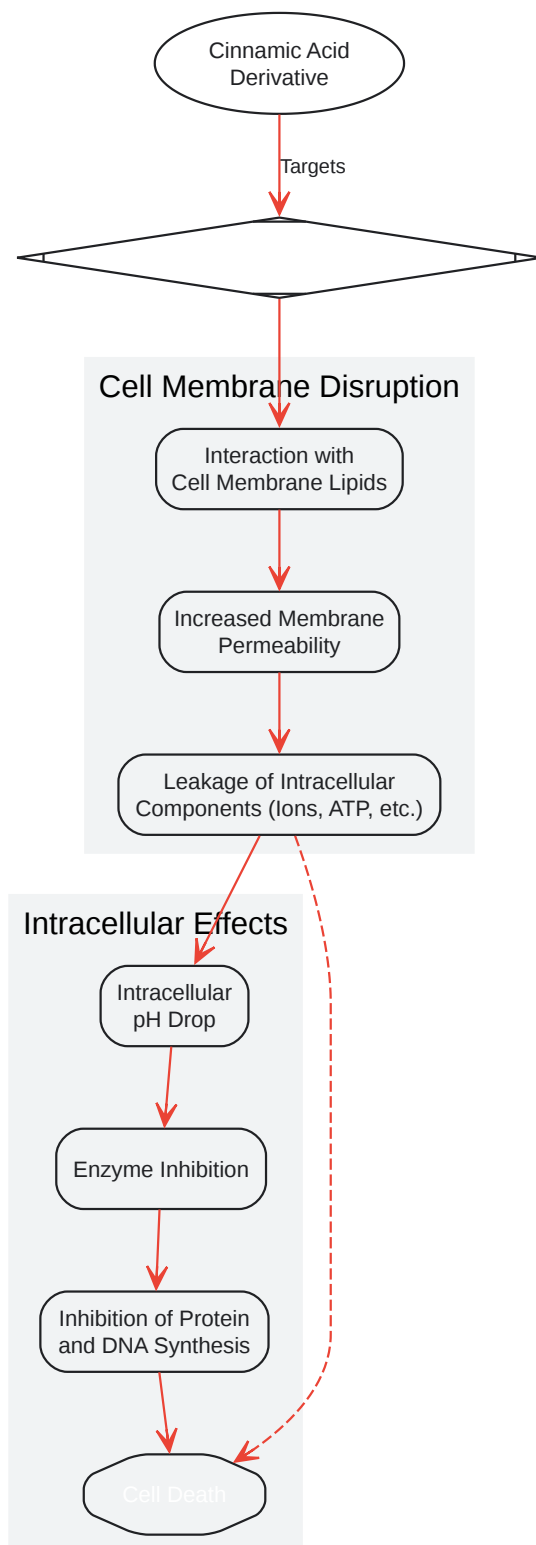 Cinnamic Acid
Derivative
Targets
Cell Membrane Disruption
Interaction with
Cell Membrane Lipids
Increased Membrane
Permeability
Leakage of Intracellular
Components (Ions, ATP, etc.)
Intracellular Effects
Intracellular
pH Drop
Enzyme Inhibition
Inhibition of Protein
and DNA Synthesis
Cell Death